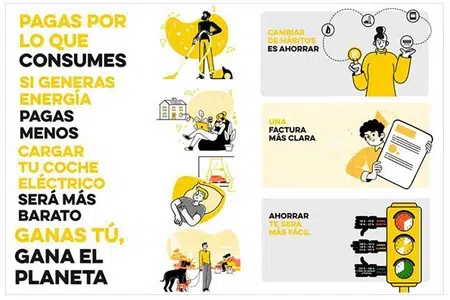 PAGAS POR
LO QUE
CONSUMES
SI GENERAS
ENERGÍA
PAGAS
MENOS
CARGAR
TU COCHE
ELÉCTRICO
SERÁ MÁS
BARATO
GANAS TÚ,
GANA EL
PLANETA
CAMBIAR
DE HÁBITOS
ES AHORRAR
UNA
FACTURA
MÁS CLARA
AHORRAR
TE SERÁ
MÁS FÁCIL